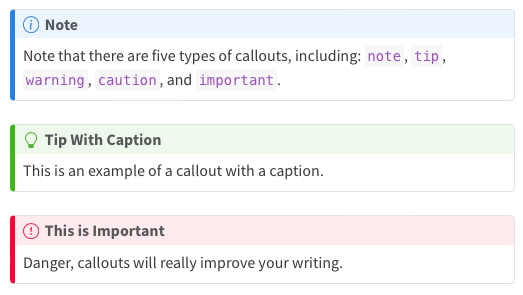 Note
Note that there are five types of callouts, including: note, tip,
warning, caution, and important.
Tip With Caption
This is an example of a callout with a caption.
This is Important
Danger, callouts will really improve your writing.